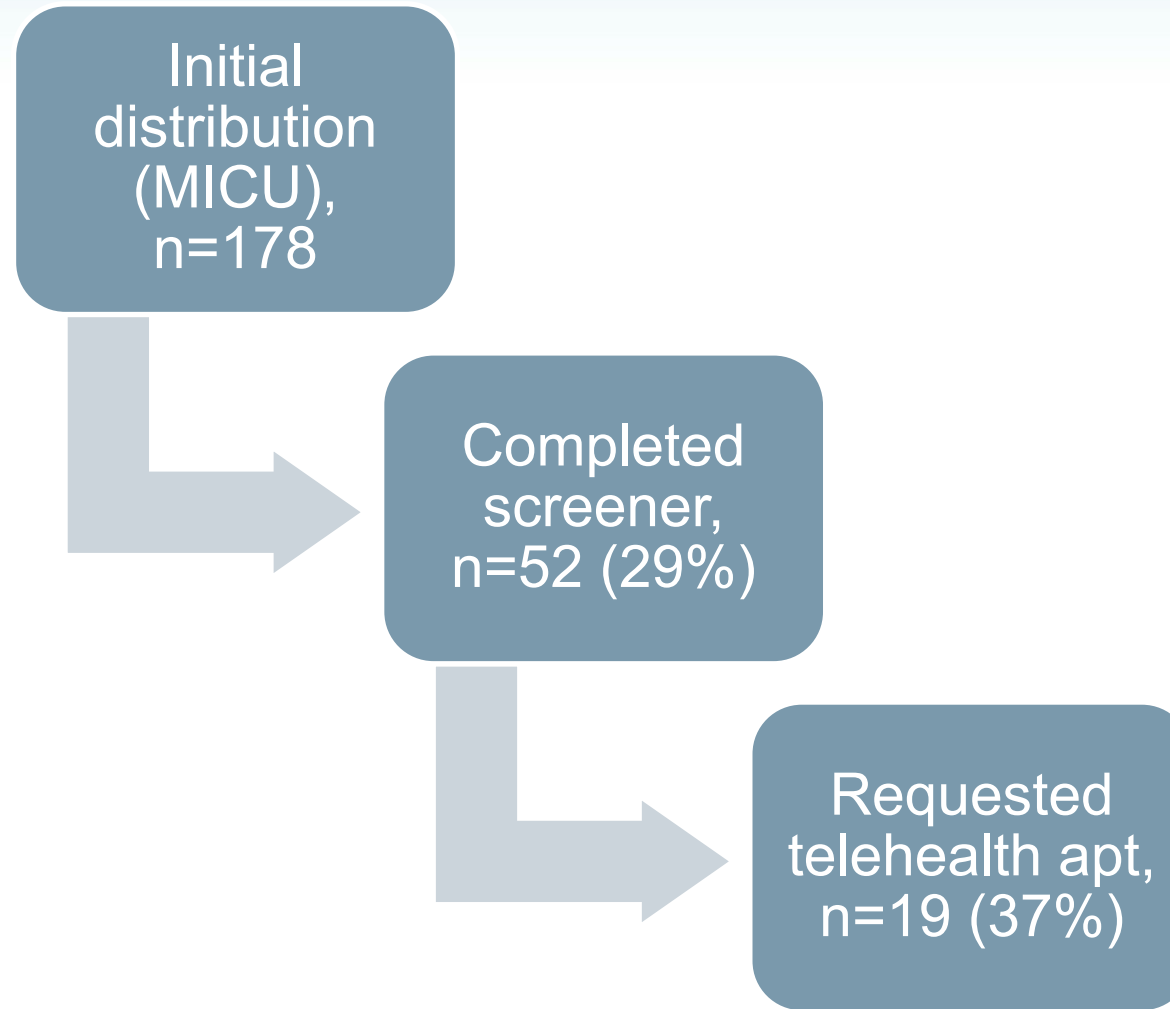 Initial
distribution
(MICU),
n=178
Completed
screener,
n=52 (29%)
Requested
telehealth apt,
n=19 (37%)